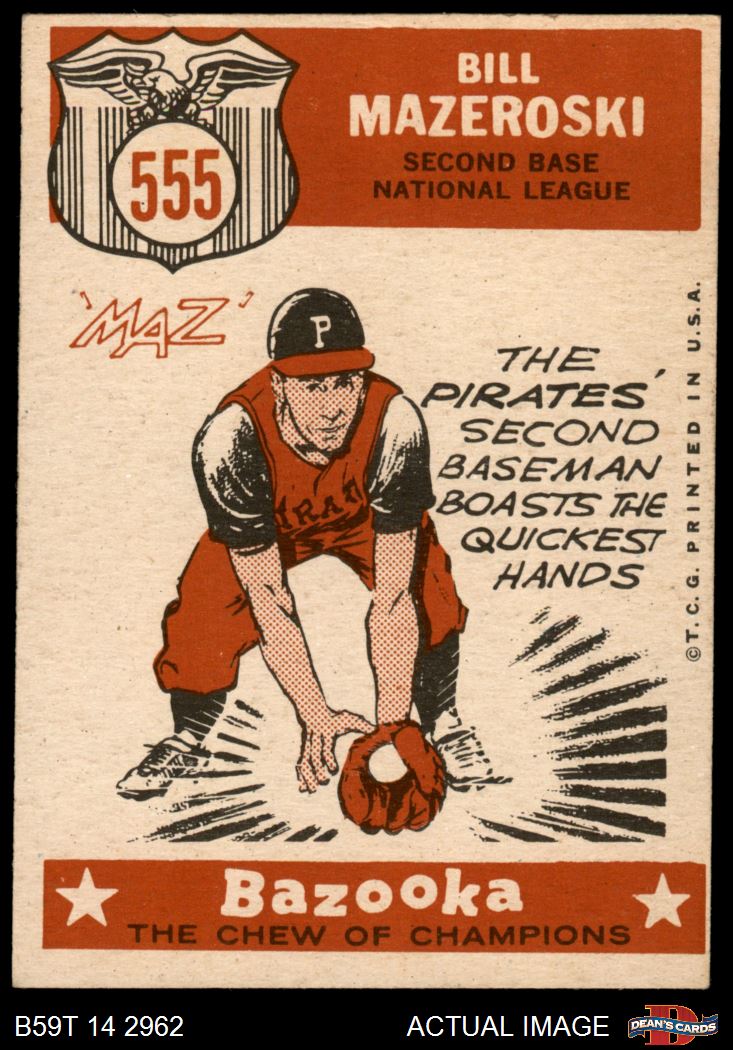 555
BILL
MAZEROSKI
SECOND BASE
NATIONAL LEAGUE
'MAZ'
P
IRAT
THE
PIRATES'
SECOND
BASEMAN
BOASTS THE
QUICKEST
HANDS
©T. C. G. PRINTED IN U.S.A.
Bazooka
THE CHEW OF CHAMPIONS
B59T 14 2962
ACTUAL IMAGE
D
DEAN'S CARDS